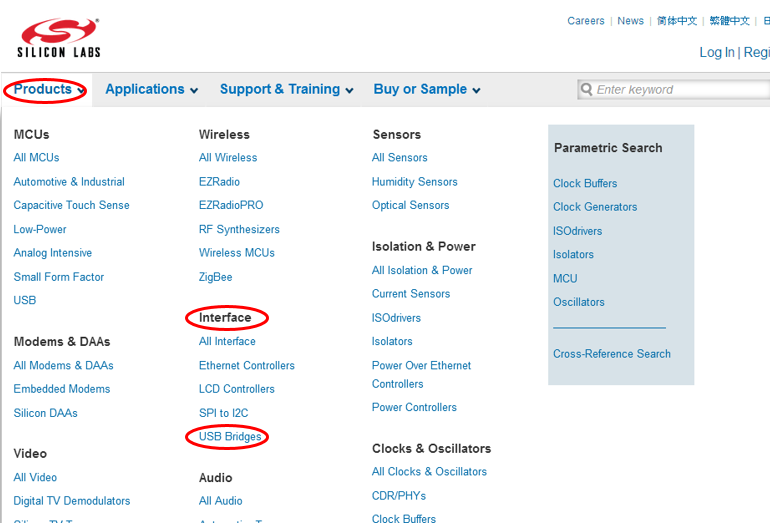 Careers | News | 简体中文 | 繁體中文 |
SILICON LABS
Log In | Regi
Products
Applications
Support & Training
Buy or Sample
Enter keyword
MCUs
All MCUs
Automotive & Industrial
Capacitive Touch Sense
Low-Power
Analog Intensive
Small Form Factor
USB
Modems & DAAs
All Modems & DAAs
Embedded Modems
Silicon DAAs
Video
All Video
Digital TV Demodulators
Wireless
All Wireless
EZRadio
EZRadioPRO
RF Synthesizers
Wireless MCUs
ZigBee
Interface
All Interface
Ethernet Controllers
LCD Controllers
SPI to I2C
USB Bridges
Audio
All Audio
Sensors
All Sensors
Humidity Sensors
Optical Sensors
Isolation & Power
All Isolation & Power
Current Sensors
ISOdrivers
Isolators
Power Over Ethernet
Controllers
Power Controllers
Clocks & Oscillators
All Clocks & Oscillators
CDR/PHYs
Clock Buffers
Parametric Search
Clock Buffers
Clock Generators
ISOdrivers
Isolators
MCU
Oscillators
Cross-Reference Search